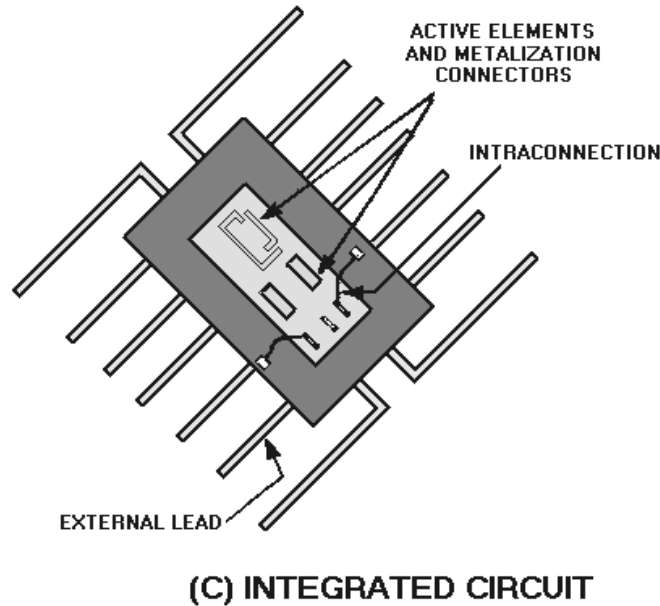 ACTIVE ELEMENTS
AND METALIZATION
CONNECTORS
INTRACONNECTION
EXTERNAL LEAD
(C) INTEGRATED CIRCUIT